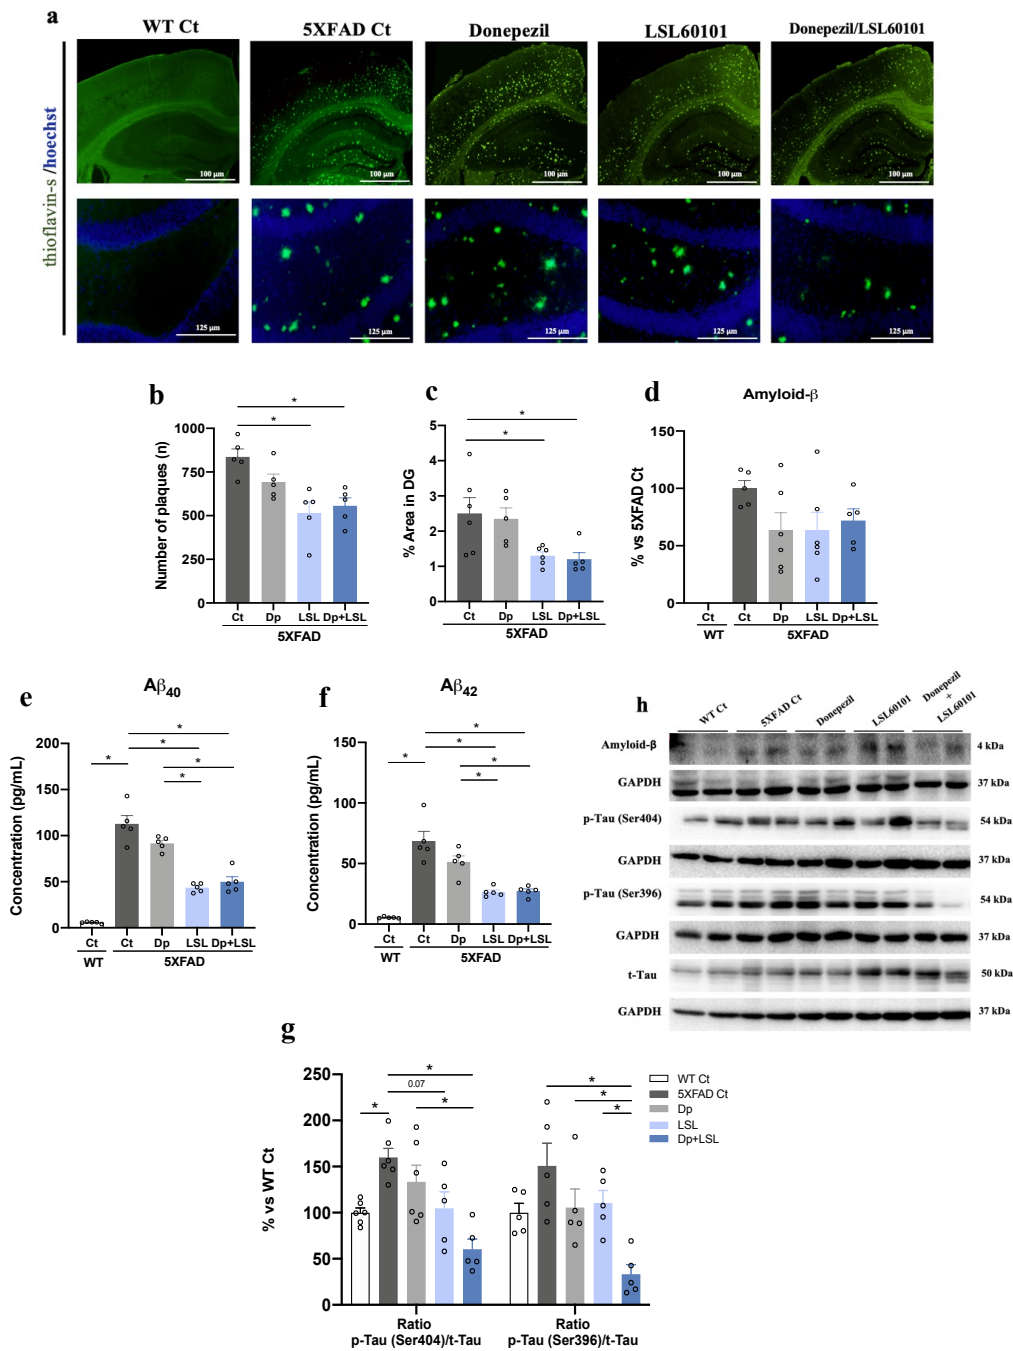 a
WT Ct
5XFAD Ct
Donepezil
LSL60101
Donepezil/LSL60101
thioflavin-s /hoechst
100 µm
100 µm
100 µm
100 µm
100 µm
125 µm
125 µm
125 µm
125 µm
125 µm
b
Number of plaques (n)
1000
750
500
250
0
*
*
Ct Dp LSL Dp+LSL
5XFAD
c
% Area in DG
5
4
3
2
1
0
*
*
Ct Dp LSL Dp+LSL
5XFAD
d
Amyloid-β
% vs 5XFAD Ct
150
100
50
0
Ct Ct Dp LSL Dp+LSL
WT 5XFAD
e
Aβ40
Concentration (pg/mL)
200
150
100
50
0
*
*
*
*
*
Ct Ct Dp LSL Dp+LSL
WT 5XFAD
f
Aβ42
Concentration (pg/mL)
150
100
50
0
*
*
*
*
*
Ct Ct Dp LSL Dp+LSL
WT 5XFAD
h
WT Ct
5XFAD Ct
Donepezil
LSL60101
Donepezil
+
LSL60101
Amyloid-β 4 kDa
GAPDH 37 kDa
p-Tau (Ser404) 54 kDa
GAPDH 37 kDa
p-Tau (Ser396) 54 kDa
GAPDH 37 kDa
t-Tau 50 kDa
GAPDH 37 kDa
g
% vs WT Ct
250
200
150
100
50
0
*
0.07
*
*
*
*
*
WT Ct
5XFAD Ct
Dp
LSL
Dp+LSL
Ratio
p-Tau (Ser404)/t-Tau
Ratio
p-Tau (Ser396)/t-Tau